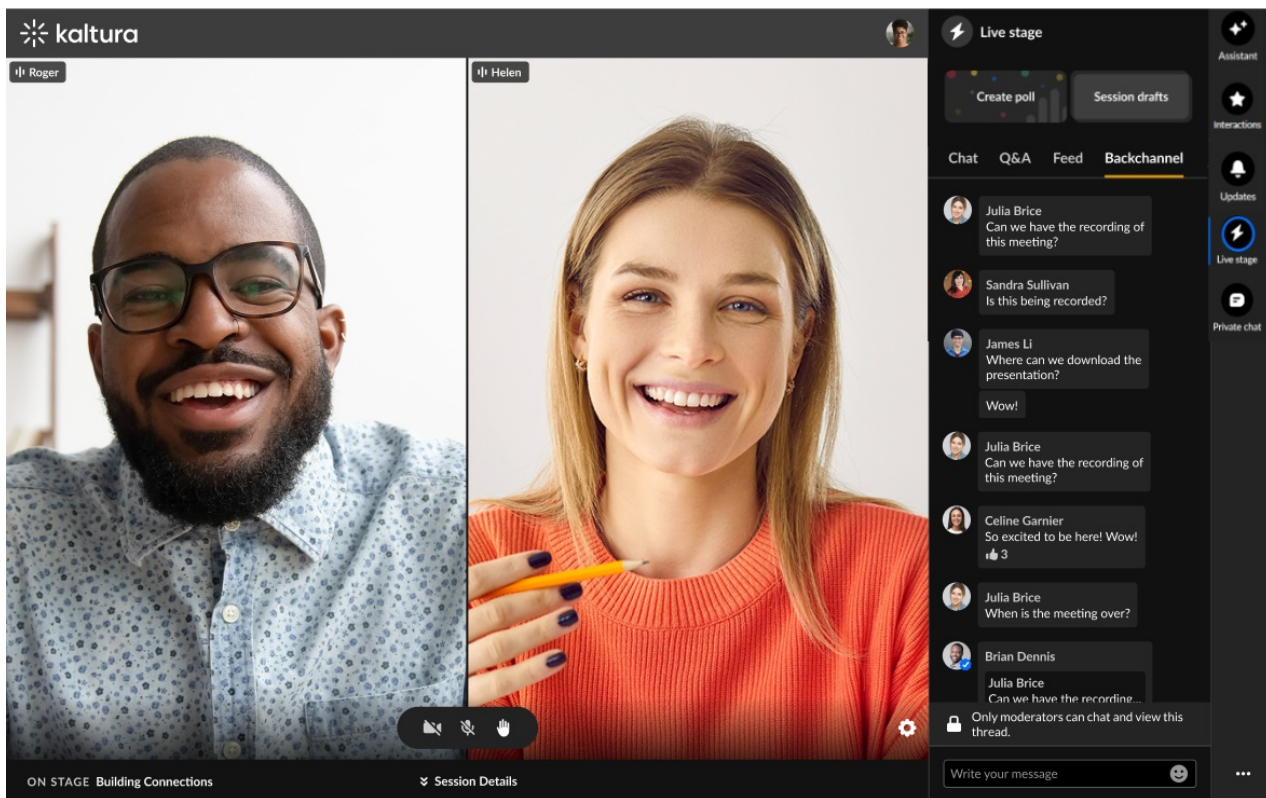 kaltura
Roger
Helen
ON STAGE Building Connections
Session Details
Live stage
Create poll
Session drafts
Chat Q&A Feed Backchannel
Julia Brice
Can we have the recording of
this meeting?
Sandra Sullivan
Is this being recorded?
James Li
Where can we download the
presentation?
Wow!
Julia Brice
Can we have the recording of
this meeting?
Celine Garnier
So excited to be here! Wow!
3
Julia Brice
When is the meeting over?
Brian Dennis
Julia Brice
Can we have the recording...
Only moderators can chat and view this
thread.
Write your message
Assistant
Interactions
Updates
Live stage
Private chat